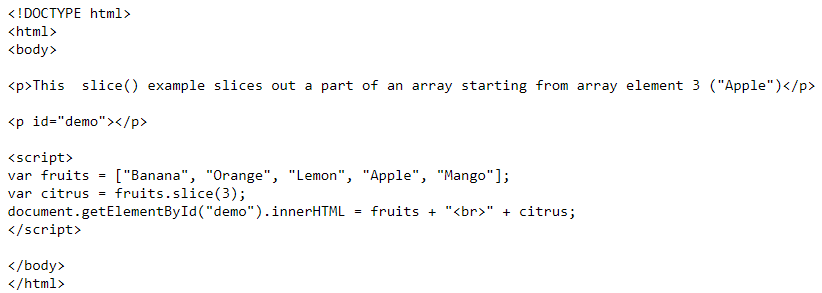 <!DOCTYPE html>
<html>
<body>
<p>This  slice() example slices out a part of an array starting from array element 3 ("Apple")</p>
<p id="demo"></p>
<script>
var fruits = ["Banana", "Orange", "Lemon", "Apple", "Mango"];
var citrus = fruits.slice(3);
document.getElementById("demo").innerHTML = fruits + "<br>" + citrus;
</script>
</body>
</html>